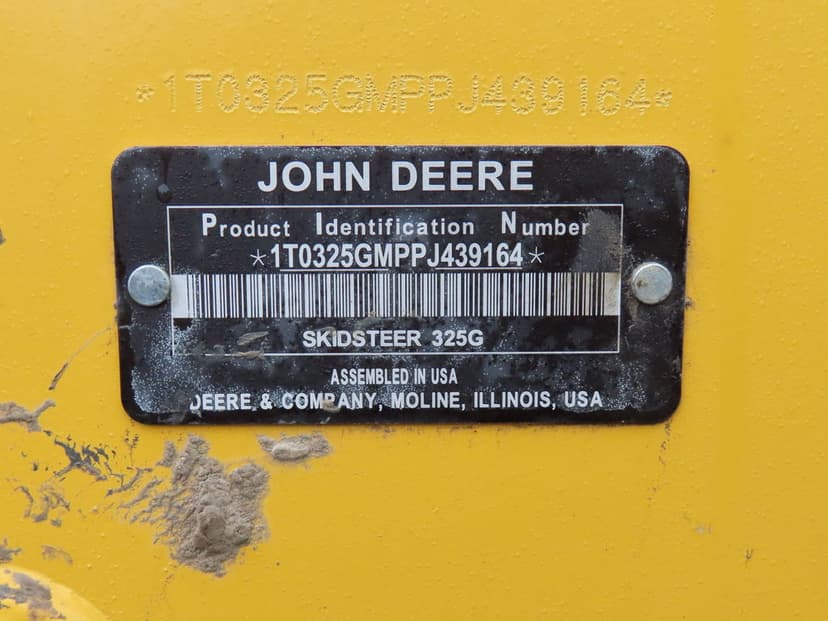 *1T0325GMPPJ439164*
JOHN DEERE
Product Identification Number
*1T0325GMPPJ439164*
SKIDSTEER 325G
ASSEMBLED IN USA
DEERE & COMPANY, MOLINE, ILLINOIS, USA